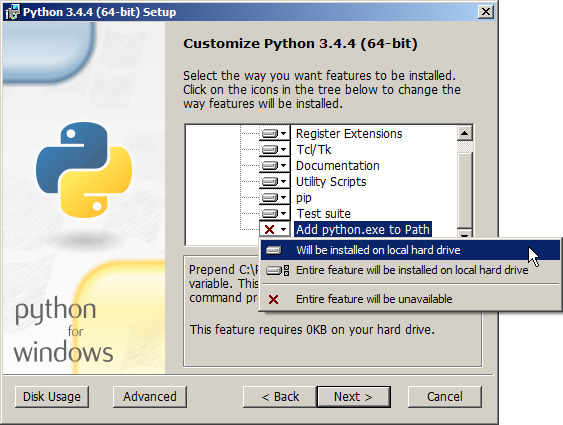 Python 3.4.4 (64-bit) Setup
Customize Python 3.4.4 (64-bit)
Select the way you want features to be installed.
Click on the icons in the tree below to change the
way features will be installed.
Register Extensions
Tcl/Tk
Documentation
Utility Scripts
pip
Test suite
Add python.exe to Path
Will be installed on local hard drive
Entire feature will be installed on local hard drive
Entire feature will be unavailable
Prepend C:\
variable. This
command
This feature requires 0KB on your hard drive.
python
for
windows
Disk Usage
Advanced
< Back
Next >
Cancel